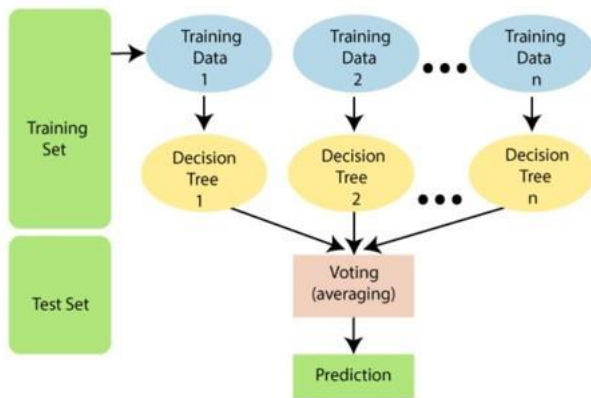 Training
Set
Test Set
Training
Data
1
Training
Data
2
Training
Data
n
Decision
Tree
1
Decision
Tree
2
Decision
Tree
n
Voting
(averaging)
Prediction